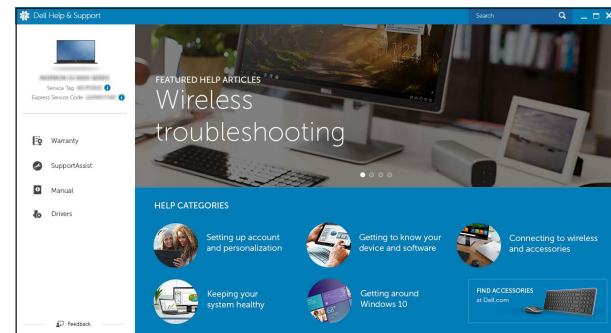 Dell Help & Support
Search
Service Tag
Express Service Code
Warranty
SupportAssist
Manual
Drivers
Feedback
FEATURED HELP ARTICLES
Wireless
troubleshooting
HELP CATEGORIES
Setting up account
and personalization
Getting to know your
device and software
Connecting to wireless
and accessories
Keeping your
system healthy
Getting around
Windows 10
FIND ACCESSORIES
at Dell.com